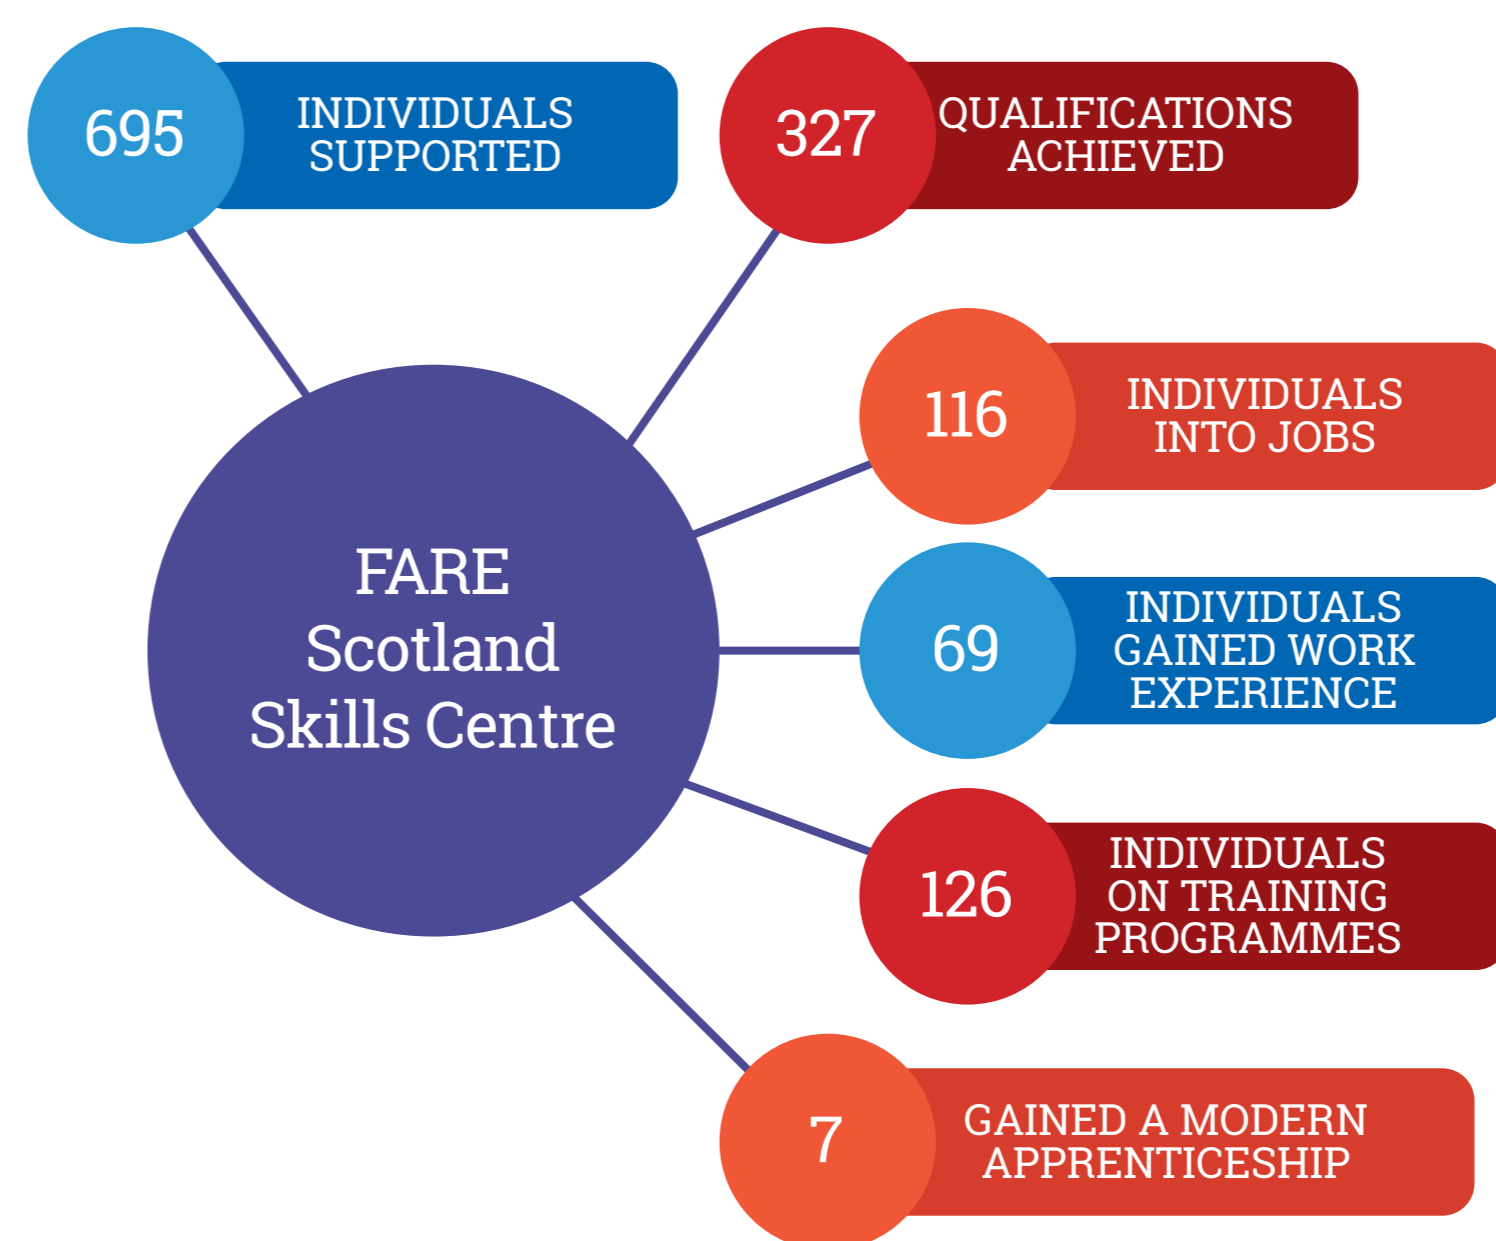 695
INDIVIDUALS
SUPPORTED
327
QUALIFICATIONS
ACHIEVED
116
INDIVIDUALS
INTO JOBS
FARE
Scotland
Skills Centre
69
INDIVIDUALS
GAINED WORK
EXPERIENCE
126
INDIVIDUALS
ON TRAINING
PROGRAMMES
7
GAINED A MODERN
APPRENTICESHIP